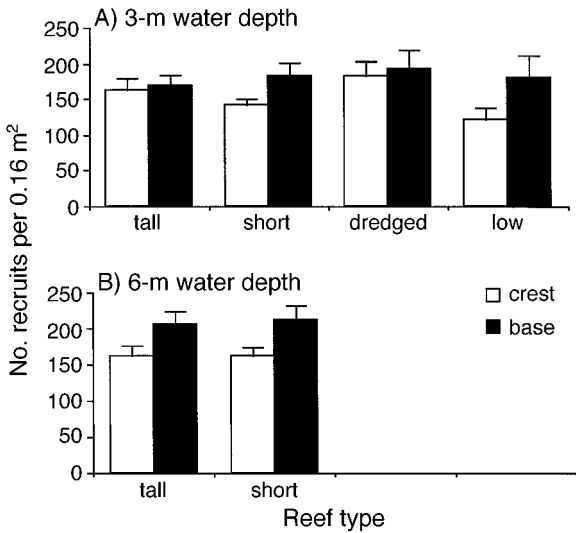 A) 3-m water depth
250
200
150
100
50
0
tall short dredged low
No. recruits per 0.16 m²
B) 6-m water depth
250
200
150
100
50
0
crest
base
tall short
Reef type